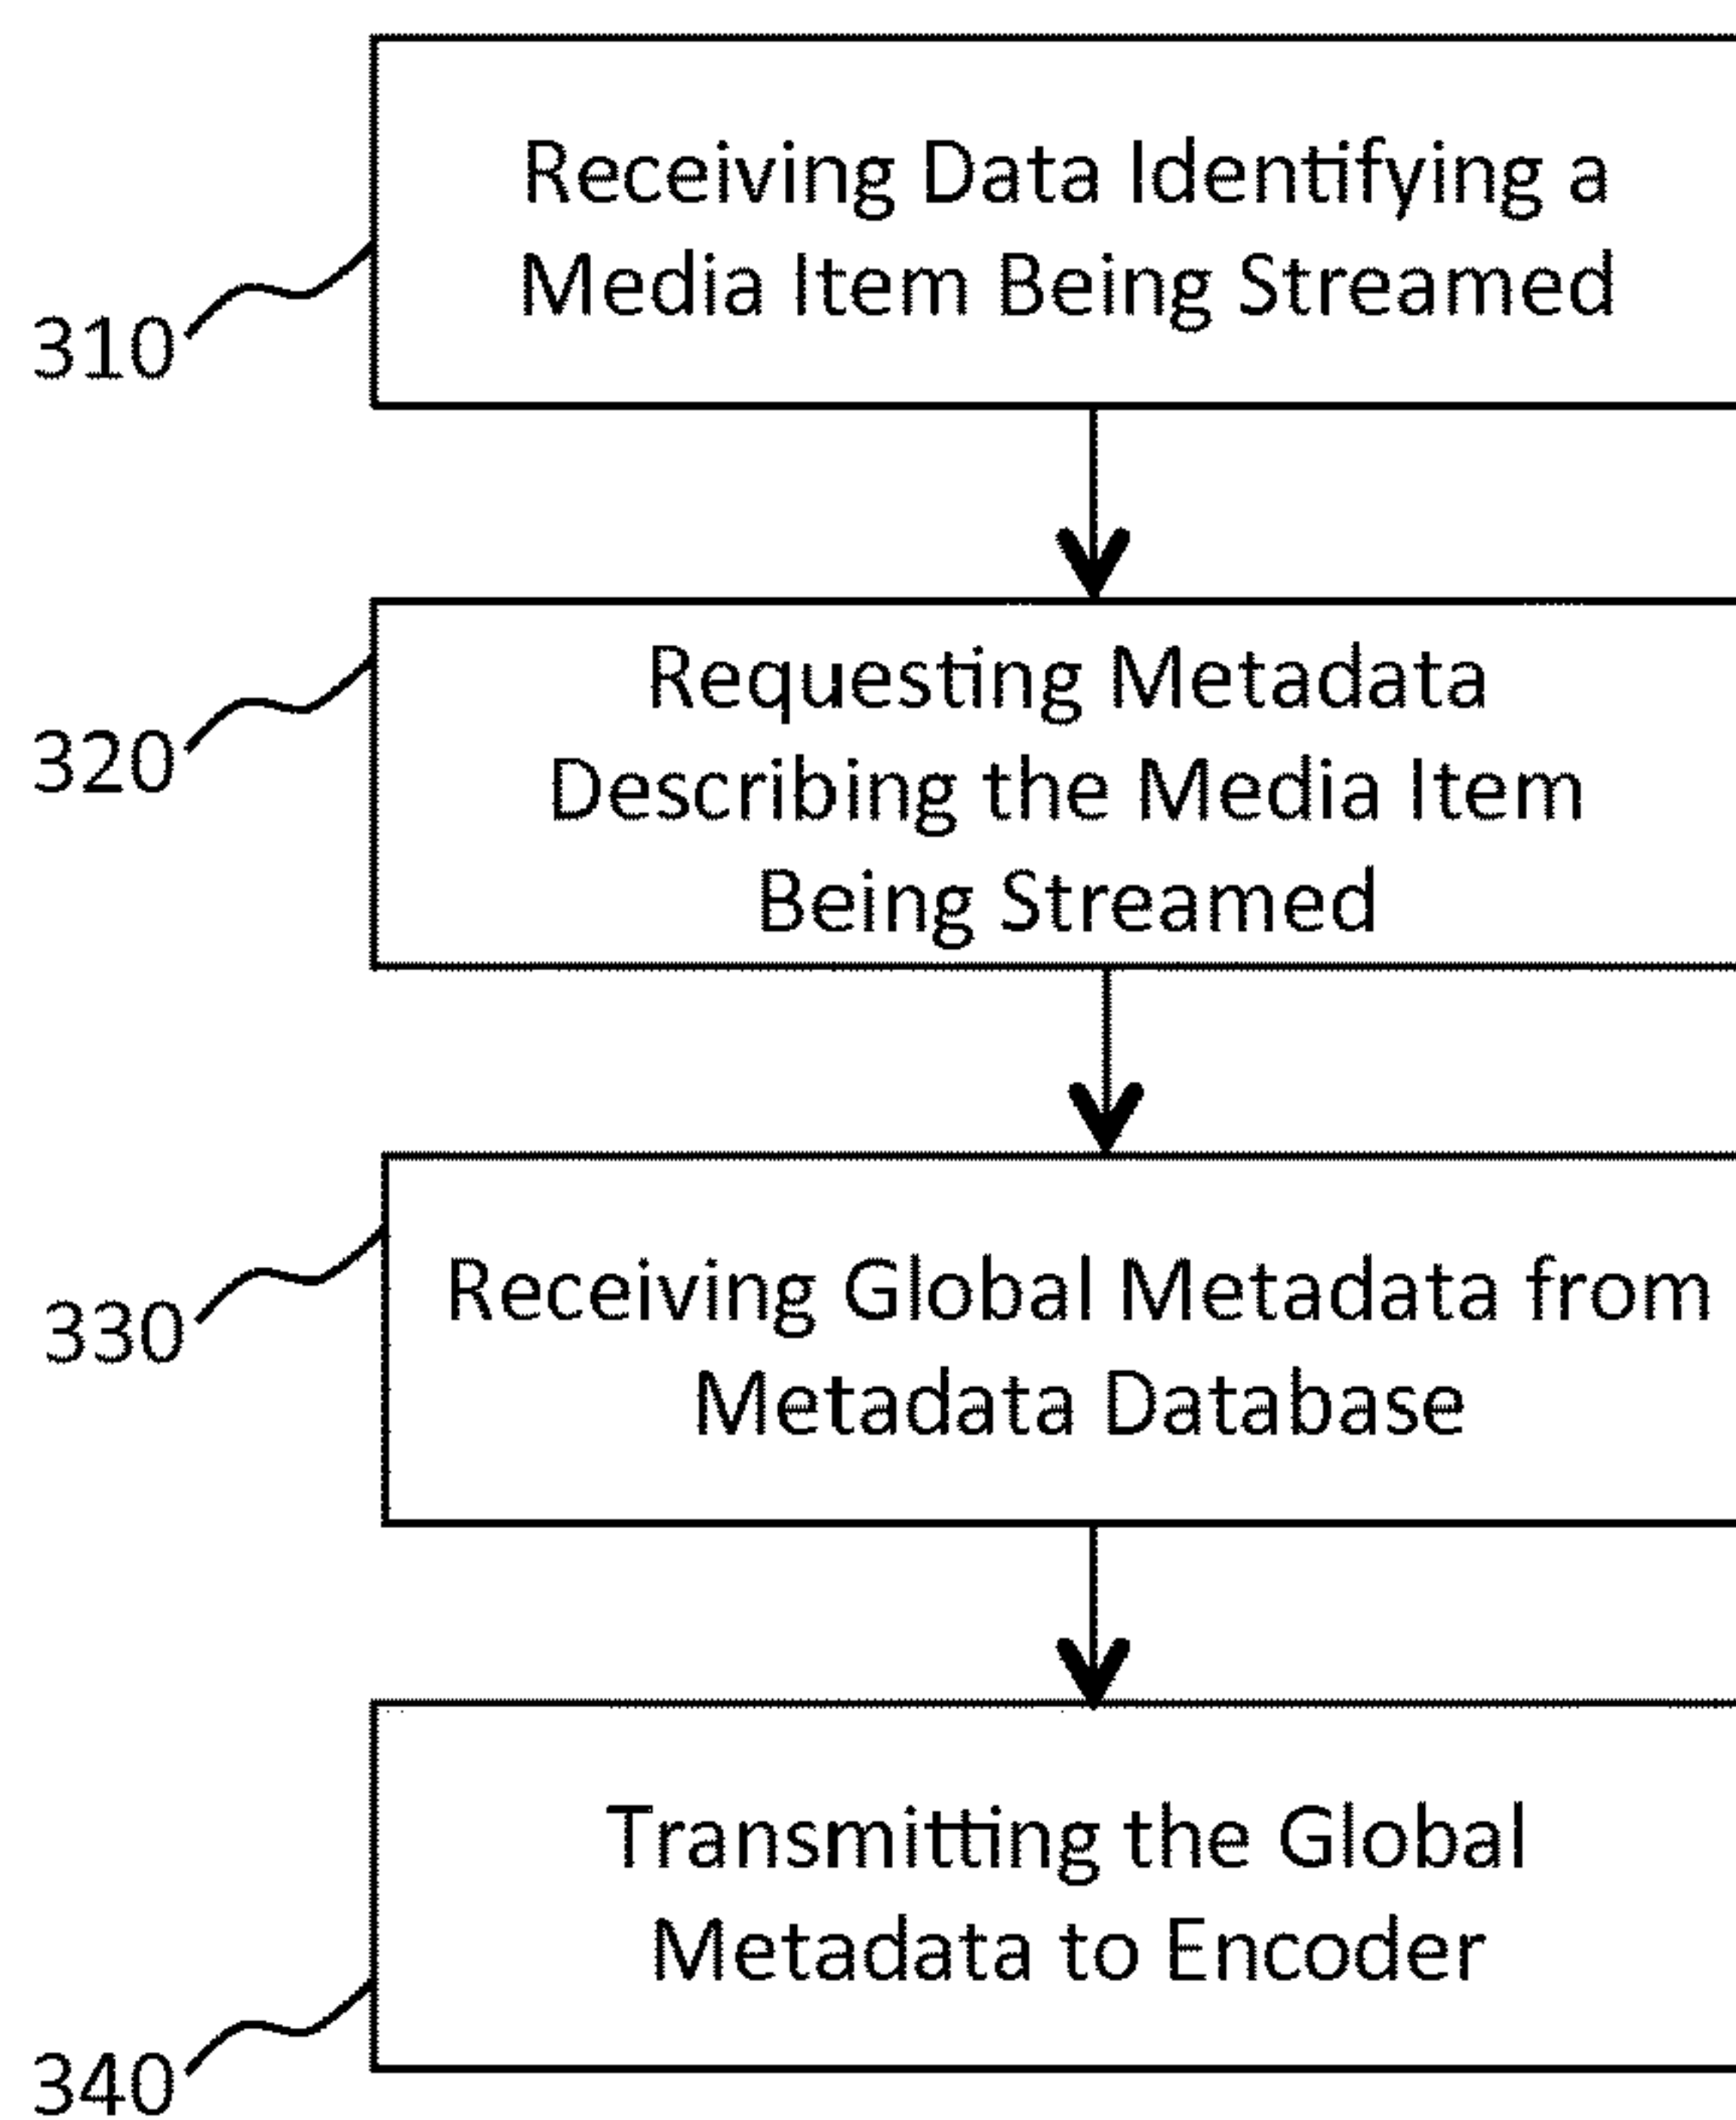 Receiving Data Identifying a
Media Item Being Streamed
310
Requesting Metadata
Describing the Media Item
Being Streamed
320
Receiving Global Metadata from
Metadata Database
330
Transmitting the Global
Metadata to Encoder
340